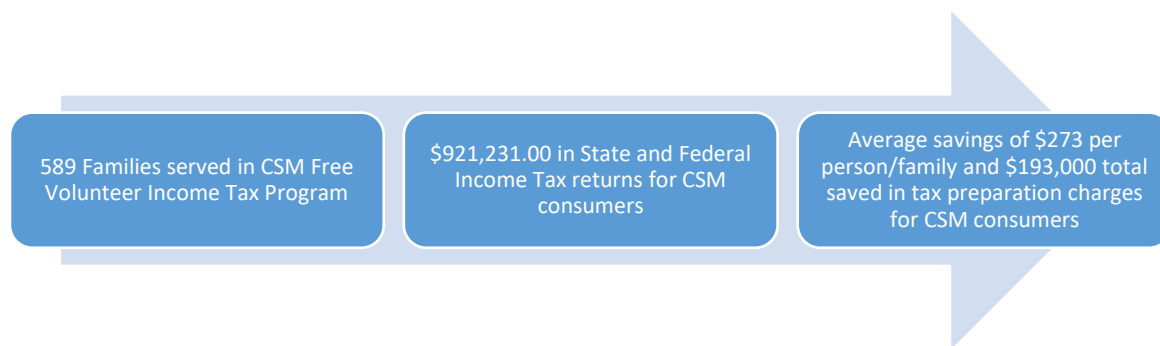 589 Families served in CSM Free
Volunteer Income Tax Program
$921,231.00 in State and Federal
Income Tax returns for CSM
consumers
Average savings of $273 per
person/family and $193,000 total
saved in tax preparation charges
for CSM consumers